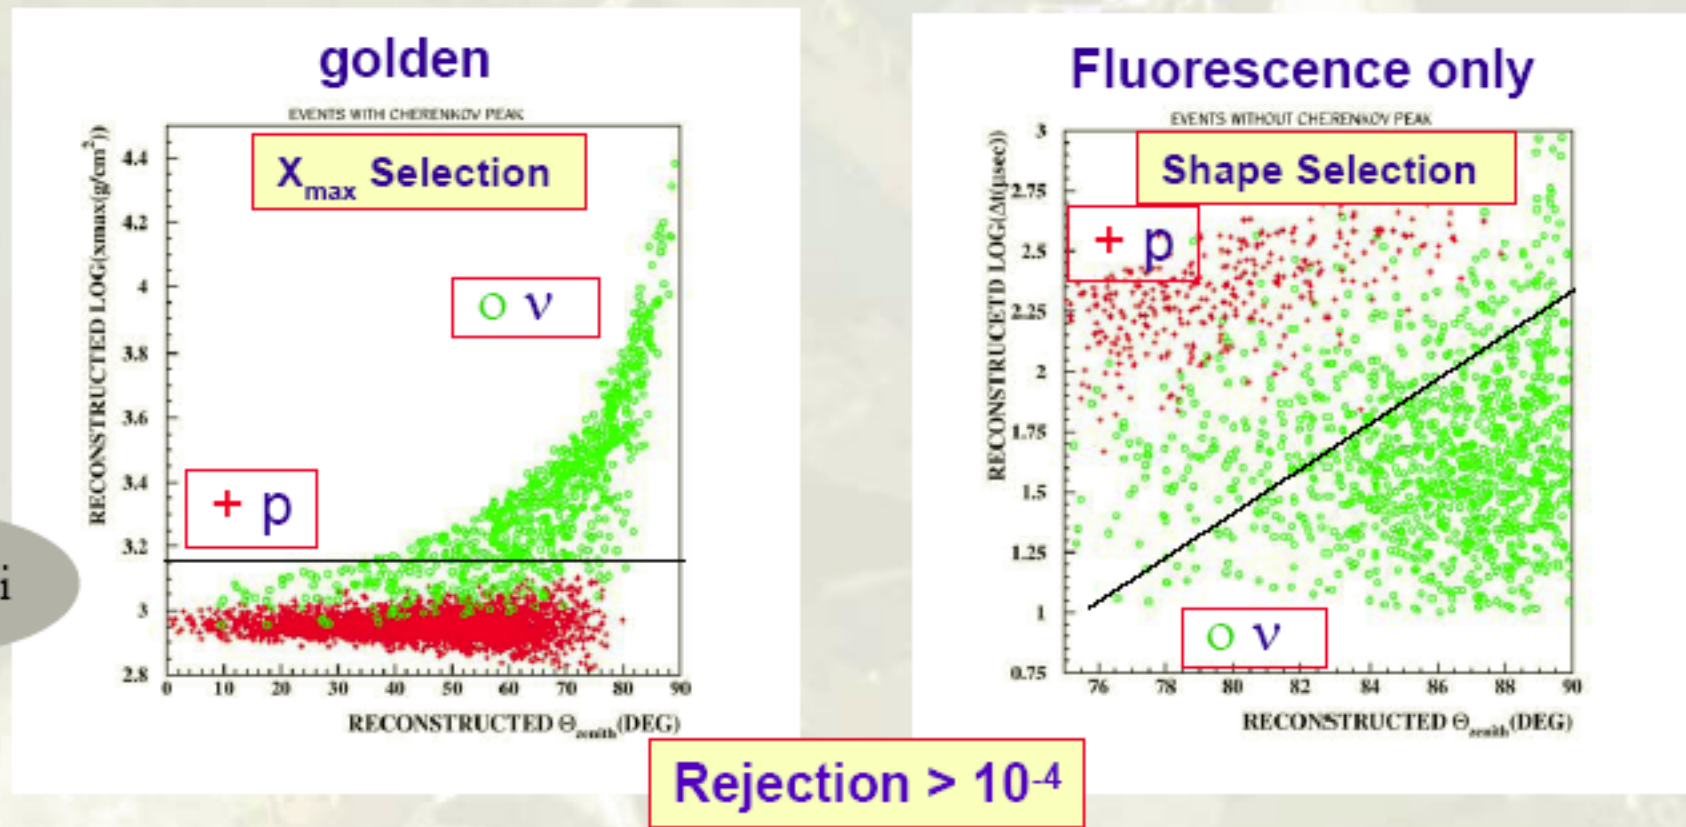 golden
EVENTS WITH CHERENKOV PEAK
X_max Selection
o ν
+ p
RECONSTRUCTED LOG(xmax(g/cm²))
4.4
4.2
4
3.8
3.6
3.4
3.2
3
2.8
0 10 20 30 40 50 60 70 80 90
RECONSTRUCTED Θ_zenith(DEG)
i
Fluorescence only
EVENTS WITHOUT CHERENKOV PEAK
Shape Selection
+ p
o ν
RECONSTRUCETD LOG(Δt(μsec))
3
2.75
2.5
2.25
2
1.75
1.5
1.25
1
0.75
76 78 80 82 84 86 88 90
RECONSTRUCTED Θ_zenith(DEG)
Rejection > 10⁻⁴